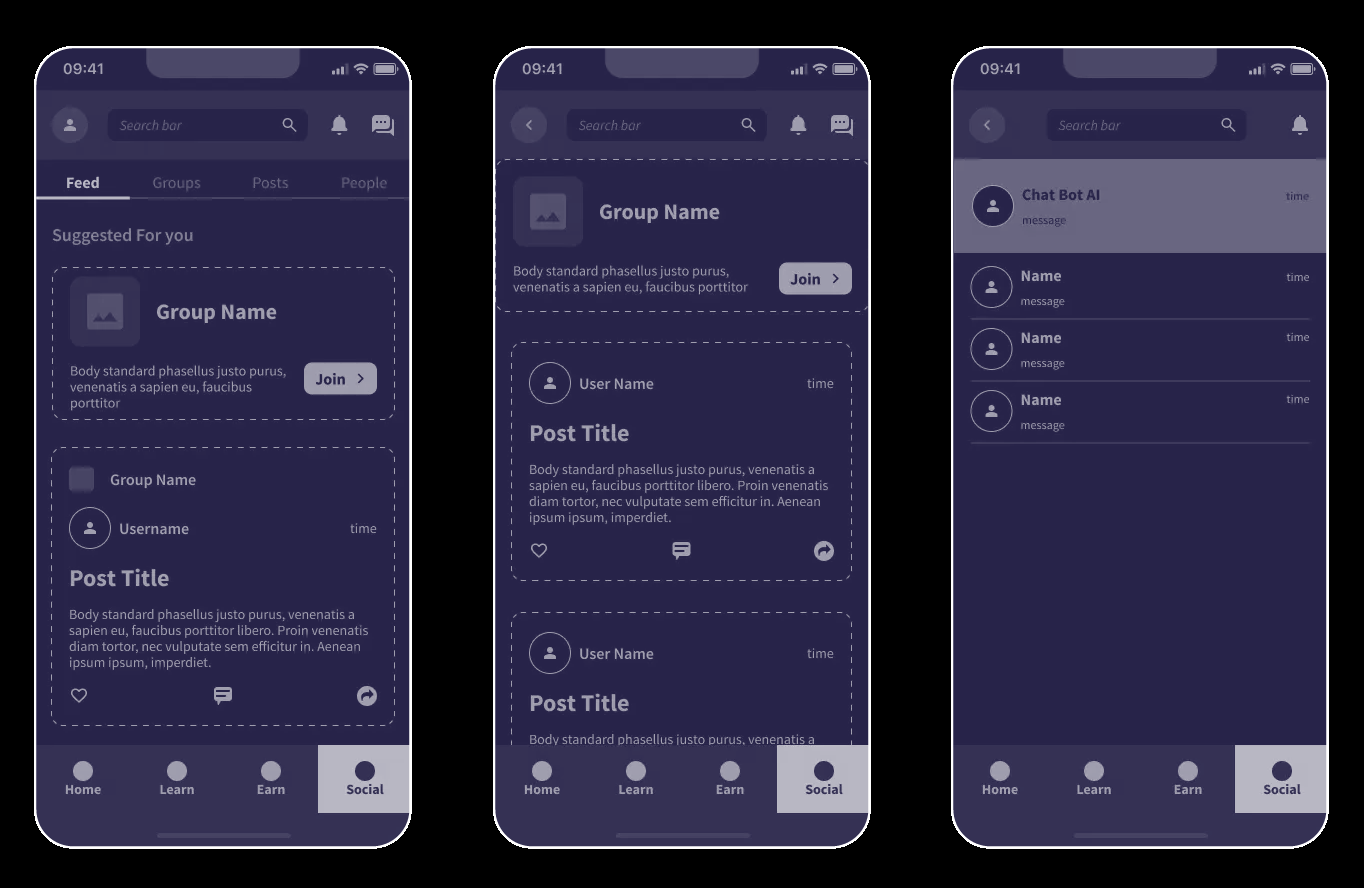 09:41
Search bar
Feed Groups Posts People
Suggested For you
Group Name
Body standard phasellus justo purus,
venenatis a sapien eu, faucibus
porttitor
Join
Group Name
Username time
Post Title
Body standard phasellus justo purus, venenatis a
sapien eu, faucibus porttitor libero. Proin venenatis
diam tortor, nec vulputate sem efficitur in. Aenean
ipsum ipsum, imperdiet.
Home Learn Earn Social
09:41
Search bar
Group Name
Body standard phasellus justo purus,
venenatis a sapien eu, faucibus porttitor
Join
User Name time
Post Title
Body standard phasellus justo purus, venenatis a
sapien eu, faucibus porttitor libero. Proin venenatis
diam tortor, nec vulputate sem efficitur in. Aenean
ipsum ipsum, imperdiet.
User Name time
Post Title
Body standard phasellus justo purus, venenatis a
Home Learn Earn Social
09:41
Search bar
Chat Bot AI time
message
Name time
message
Name time
message
Name time
message
Home Learn Earn Social